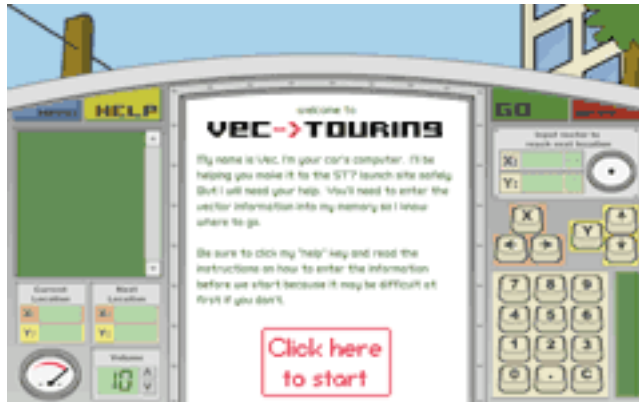 HELP
GO
welcome to
VEC->TOURING
My name is Vec, I'm your car's computer. I'll be
helping you make it to the ST7 launch site safely.
But I will need your help. You'll need to enter the
vector information into my memory so I know
where to go.
Be sure to click my "help" key and read the
instructions on how to enter the information
before we start because it may be difficult at
first if you don't.
Click here
to start
Input vector to
reach next location
X:
Y:
X
Y
Current
Location
X:
Y:
Next
Location
X:
Y:
Volume
10
7 8 9
4 5 6
1 2 3
0 . C